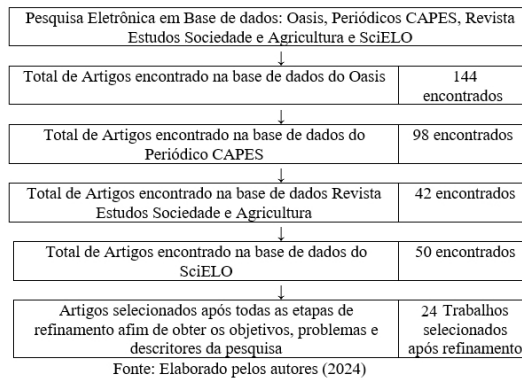 Pesquisa Eletrônica em Base de dados: Oasis, Periódicos CAPES, Revista
Estudos Sociedade e Agricultura e SciELO
↓
Total de Artigos encontrado na base de dados do Oasis
144
encontrados
↓
Total de Artigos encontrado na base de dados do
Periódico CAPES
98 encontrados
↓
Total de Artigos encontrado na base de dados Revista
Estudos Sociedade e Agricultura
42 encontrados
↓
Total de Artigos encontrado na base de dados do
SciELO
50 encontrados
↓
Artigos selecionados após todas as etapas de
refinamento afim de obter os objetivos, problemas e
descritores da pesquisa
24 Trabalhos
selecionados
após refinamento
Fonte: Elaborado pelos autores (2024)